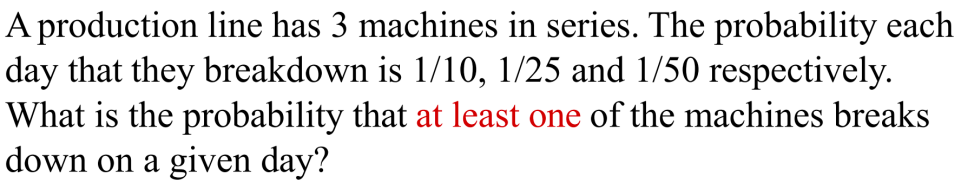 A production line has 3 machines in series. The probability each
day that they breakdown is 1/10, 1/25 and 1/50 respectively.
What is the probability that at least one of the machines breaks
down on a given day?